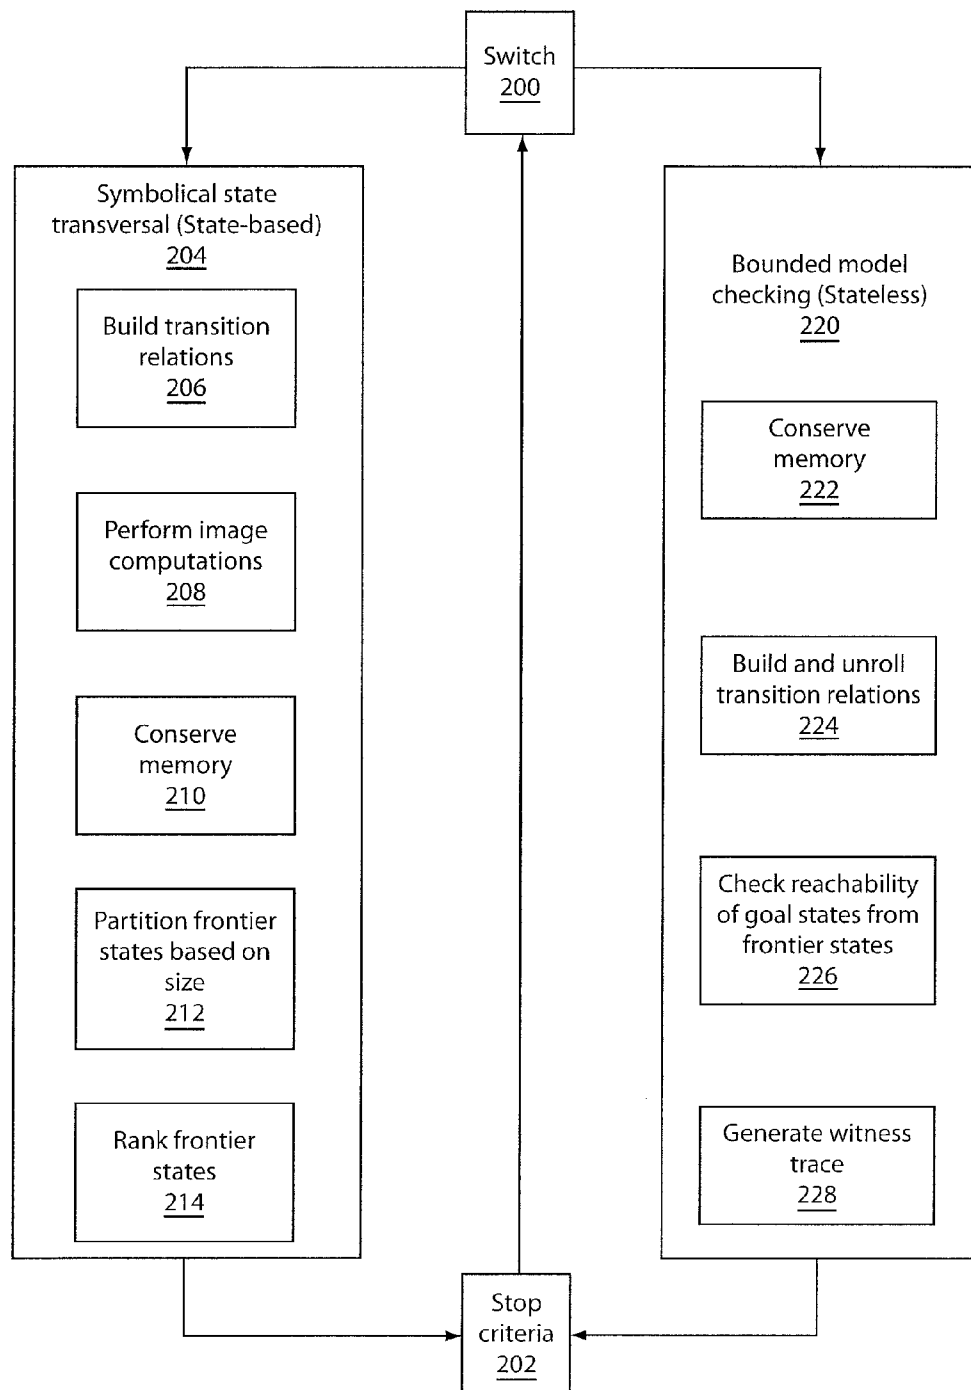 Switch
200
Symbolical state
transversal (State-based)
204
Build transition
relations
206
Perform image
computations
208
Conserve
memory
210
Partition frontier
states based on
size
212
Rank frontier
states
214
Bounded model
checking (Stateless)
220
Conserve
memory
222
Build and unroll
transition relations
224
Check reachability
of goal states from
frontier states
226
Generate witness
trace
228
Stop
criteria
202